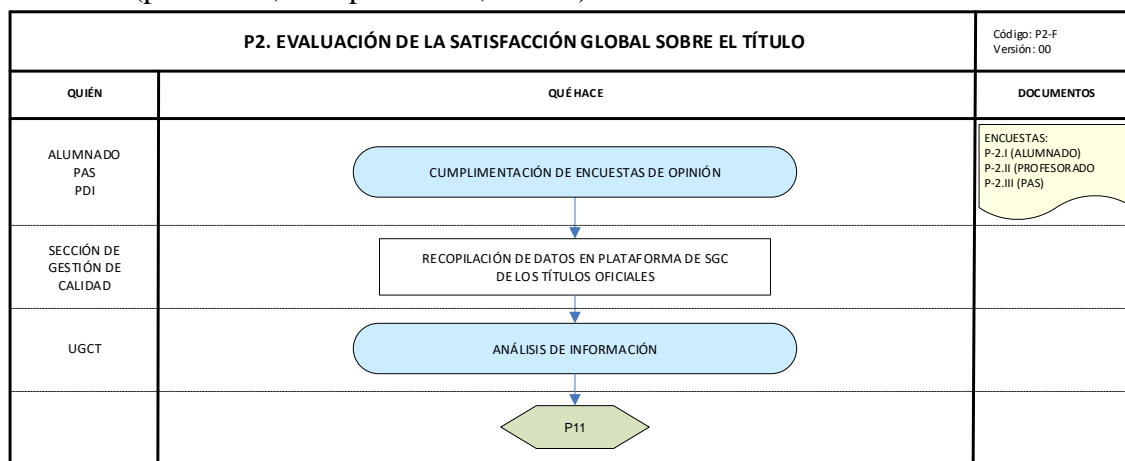 P2. EVALUACIÓN DE LA SATISFACCIÓN GLOBAL SOBRE EL TÍTULO
Código: P2-F
Versión: 00
QUIÉN
QUÉ HACE
DOCUMENTOS
ALUMNADO
PAS
PDI
CUMPLIMENTACIÓN DE ENCUESTAS DE OPINIÓN
ENCUESTAS:
P-2.I (ALUMNADO)
P-2.II (PROFESORADO
P-2.III (PAS)
SECCIÓN DE
GESTIÓN DE
CALIDAD
RECOPILACIÓN DE DATOS EN PLATAFORMA DE SGC
DE LOS TÍTULOS OFICIALES
UGCT
ANÁLISIS DE INFORMACIÓN
P11